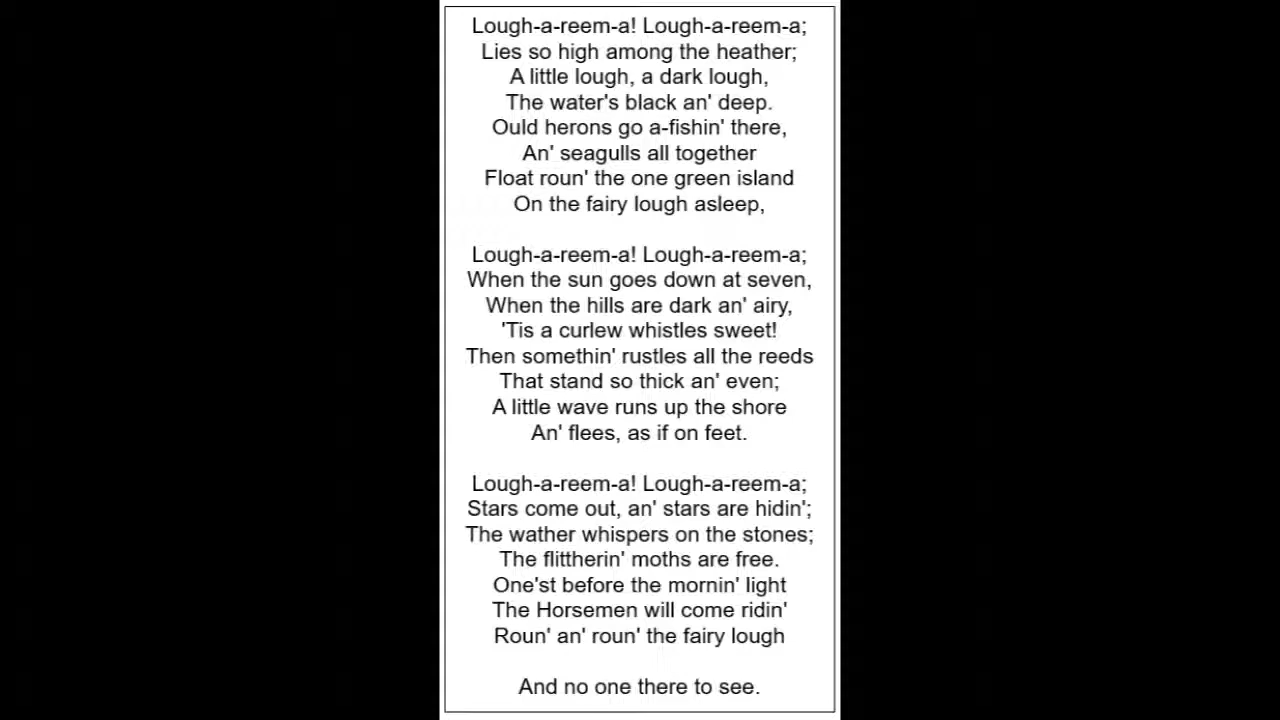 Lough-a-reem-a! Lough-a-reem-a;
Lies so high among the heather;
A little lough, a dark lough,
The water's black an' deep.
Ould herons go a-fishin' there,
An' seagulls all together
Float roun' the one green island
On the fairy lough asleep,
Lough-a-reem-a! Lough-a-reem-a;
When the sun goes down at seven,
When the hills are dark an' airy,
'Tis a curlew whistles sweet!
Then somethin' rustles all the reeds
That stand so thick an' even;
A little wave runs up the shore
An' flees, as if on feet.
Lough-a-reem-a! Lough-a-reem-a;
Stars come out, an' stars are hidin';
The wather whispers on the stones;
The flittherin' moths are free.
One'st before the mornin' light
The Horsemen will come ridin'
Roun' an' roun' the fairy lough
And no one there to see.